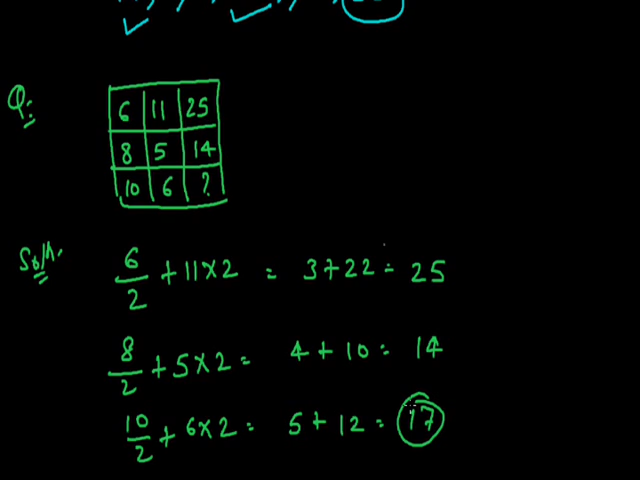 Q:
6 11 25
8 5 14
10 6 ?
Soln:
6/2 + 11×2 = 3+22 = 25
8/2 + 5×2 = 4+10 = 14
10/2 + 6×2 = 5+12 = 17